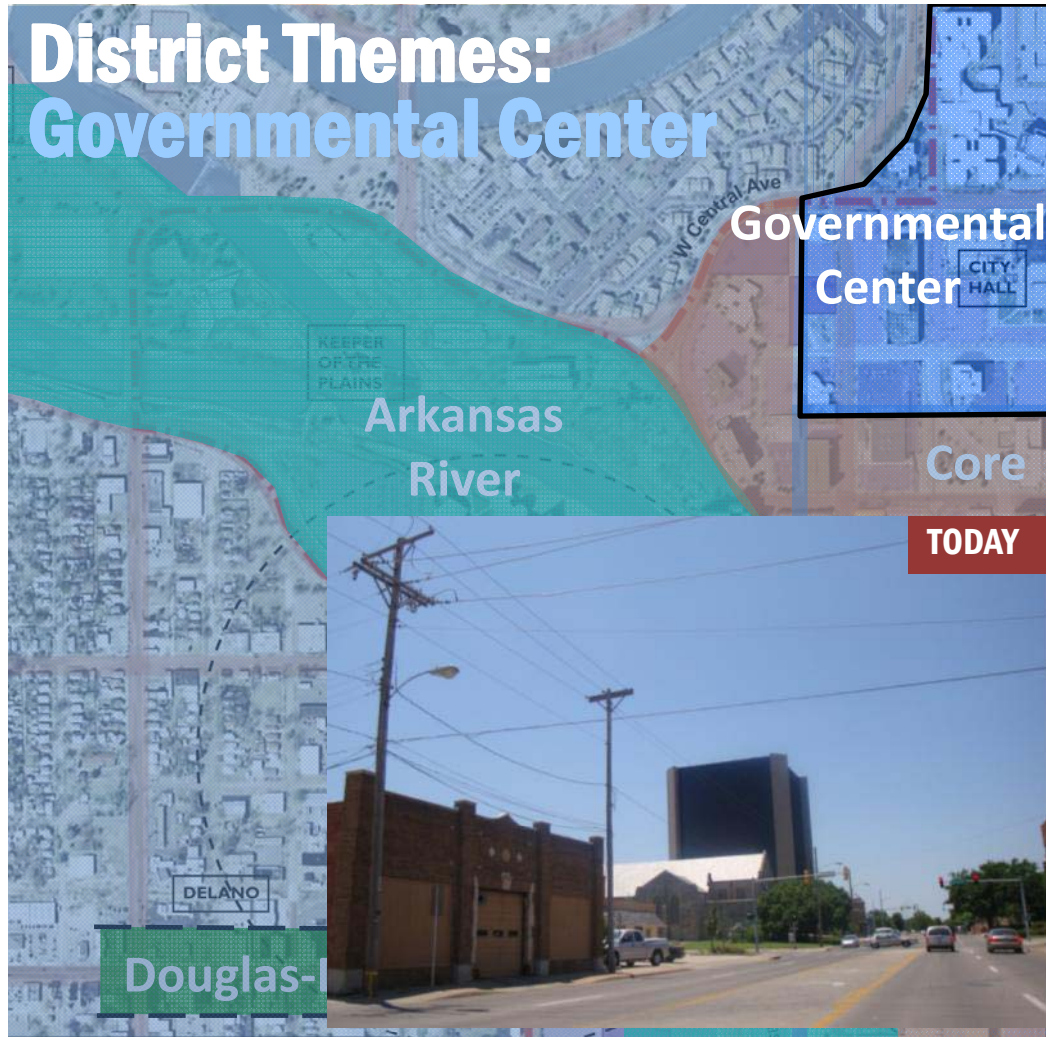 District Themes:
Governmental Center
W Central Ave
Governmental
Center
CITY
HALL
KEEPER
OF THE
PLAINS
Arkansas
River
Core
TODAY
DELANO
Douglas-